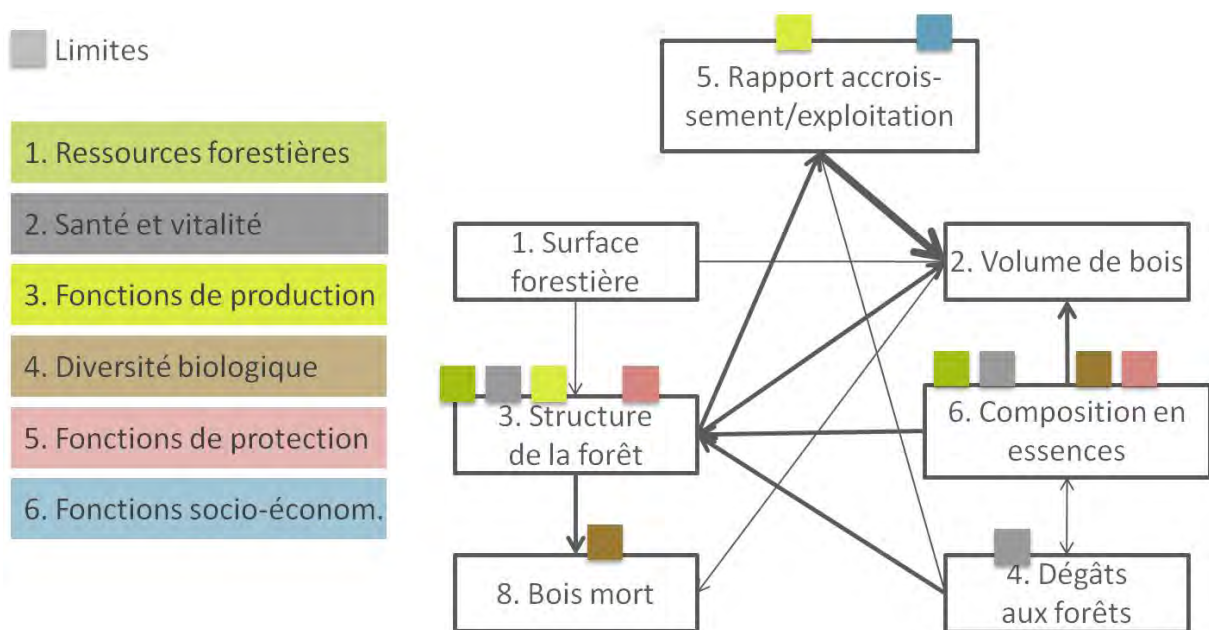 Limites
1. Ressources forestières
2. Santé et vitalité
3. Fonctions de production
4. Diversité biologique
5. Fonctions de protection
6. Fonctions socio-économ.
5. Rapport accrois-
sement/exploitation
1. Surface
forestière
2. Volume de bois
3. Structure
de la forêt
6. Composition en
essences
8. Bois mort
4. Dégâts
aux forêts